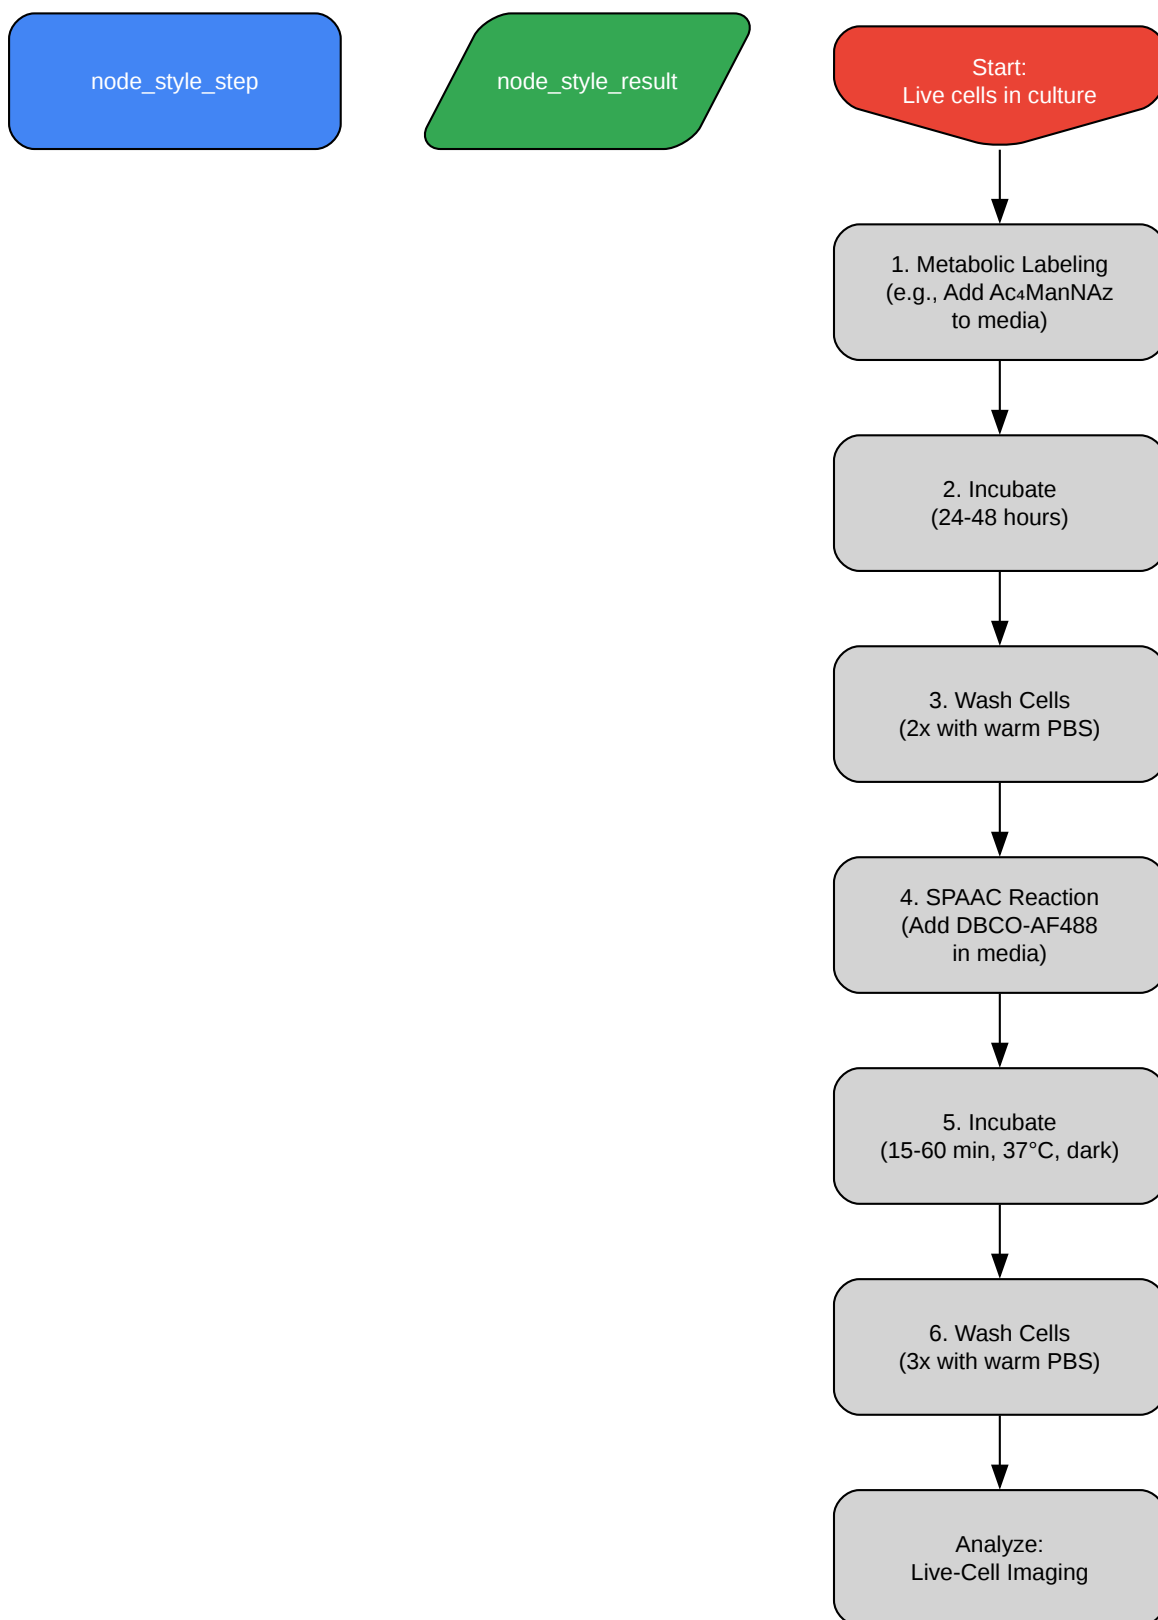 node_style_step
node_style_result
Start:
Live cells in culture
1. Metabolic Labeling
(e.g., Add Ac₄ManNAz
to media)
2. Incubate
(24-48 hours)
3. Wash Cells
(2x with warm PBS)
4. SPAAC Reaction
(Add DBCO-AF488
in media)
5. Incubate
(15-60 min, 37°C, dark)
6. Wash Cells
(3x with warm PBS)
Analyze:
Live-Cell Imaging